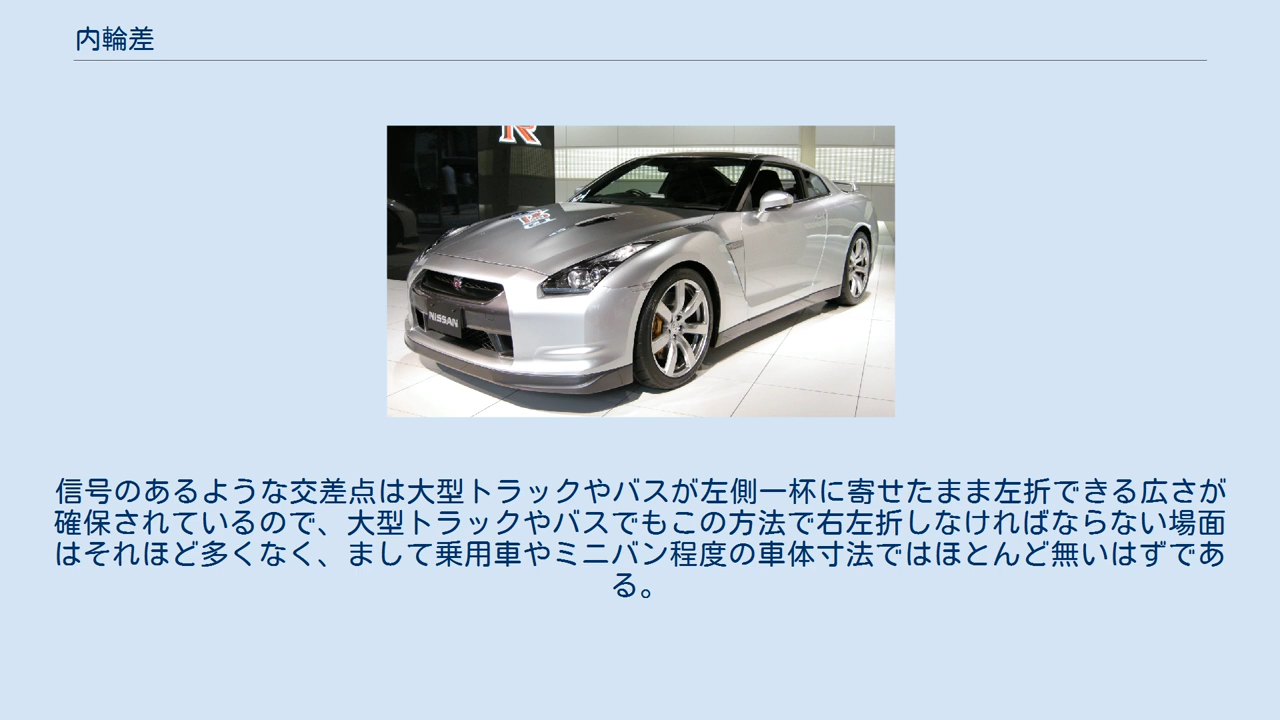 内輪差
R
NISSAN
信号のあるような交差点は大型トラックやバスが左側一杯に寄せたまま左折できる広さが
確保されているので、大型トラックやバスでもこの方法で右左折しなければならない場面
はそれほど多くなく、まして乗用車やミニバン程度の車体寸法ではほとんど無いはずであ
る。